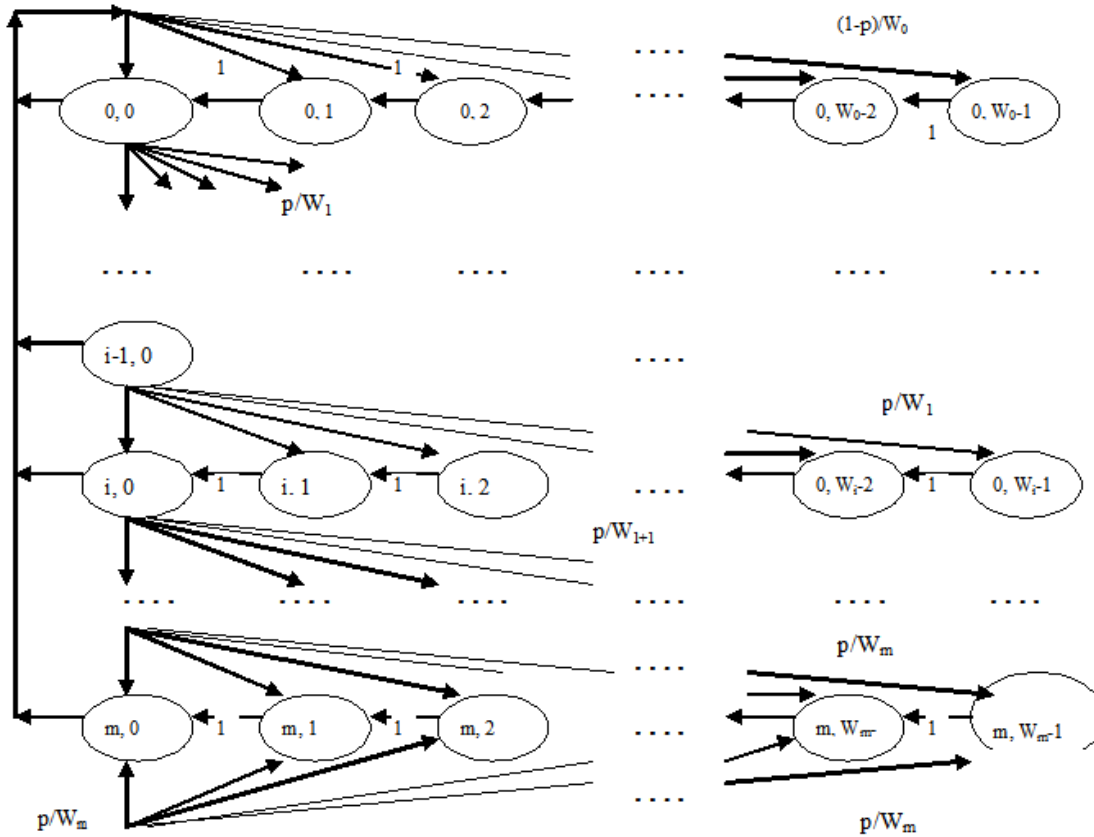 (1-p)/W₀
1 1 . . . .
0, 0 0, 1 0, 2 . . . . 0, W₀-2 0, W₀-1
1
p/W₁
. . . . . . . . . . . . . . . . . . . . . . . .
i-1, 0 . . . .
p/W₁
i, 0 1 i. 1 1 i. 2 . . . . 0, Wᵢ-2 1 0, Wᵢ-1
p/W₁₊₁
. . . . . . . . . . . . . . . . . . . . . . . .
. . . . p/Wₘ
m, 0 1 m, 1 1 m, 2 . . . . m, Wₘ- 1 m, Wₘ-1
. . . .
p/Wₘ p/Wₘ